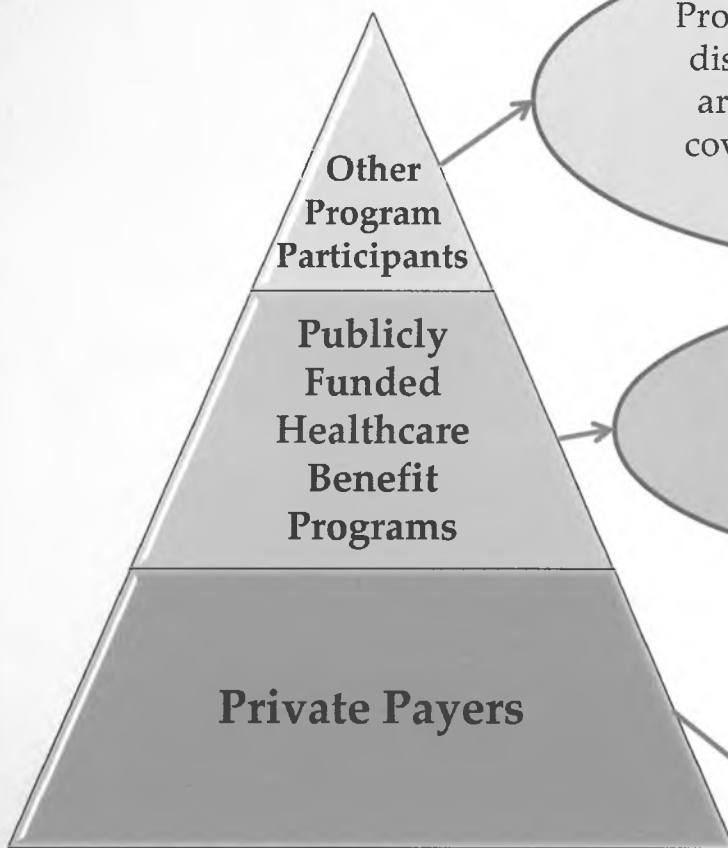 Other
Program
Participants
Publicly
Funded
Healthcare
Benefit
Programs
Private Payers